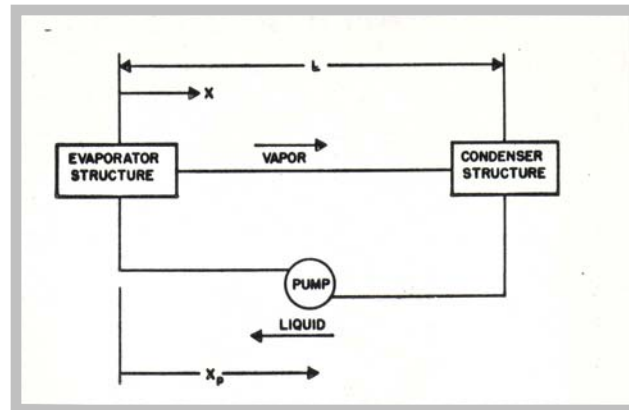 L
X
EVAPORATOR
STRUCTURE
VAPOR
CONDENSER
STRUCTURE
PUMP
LIQUID
Xp